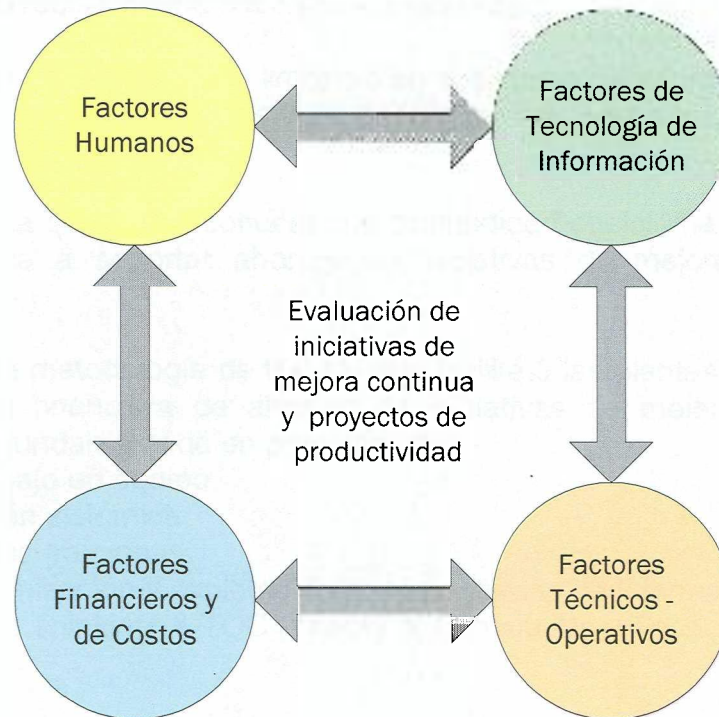 Factores
Humanos
Factores de
Tecnología de
Información
Evaluación de
iniciativas de
mejora continua
y proyectos de
productividad
Factores
Financieros y
de Costos
Factores
Técnicos -
Operativos